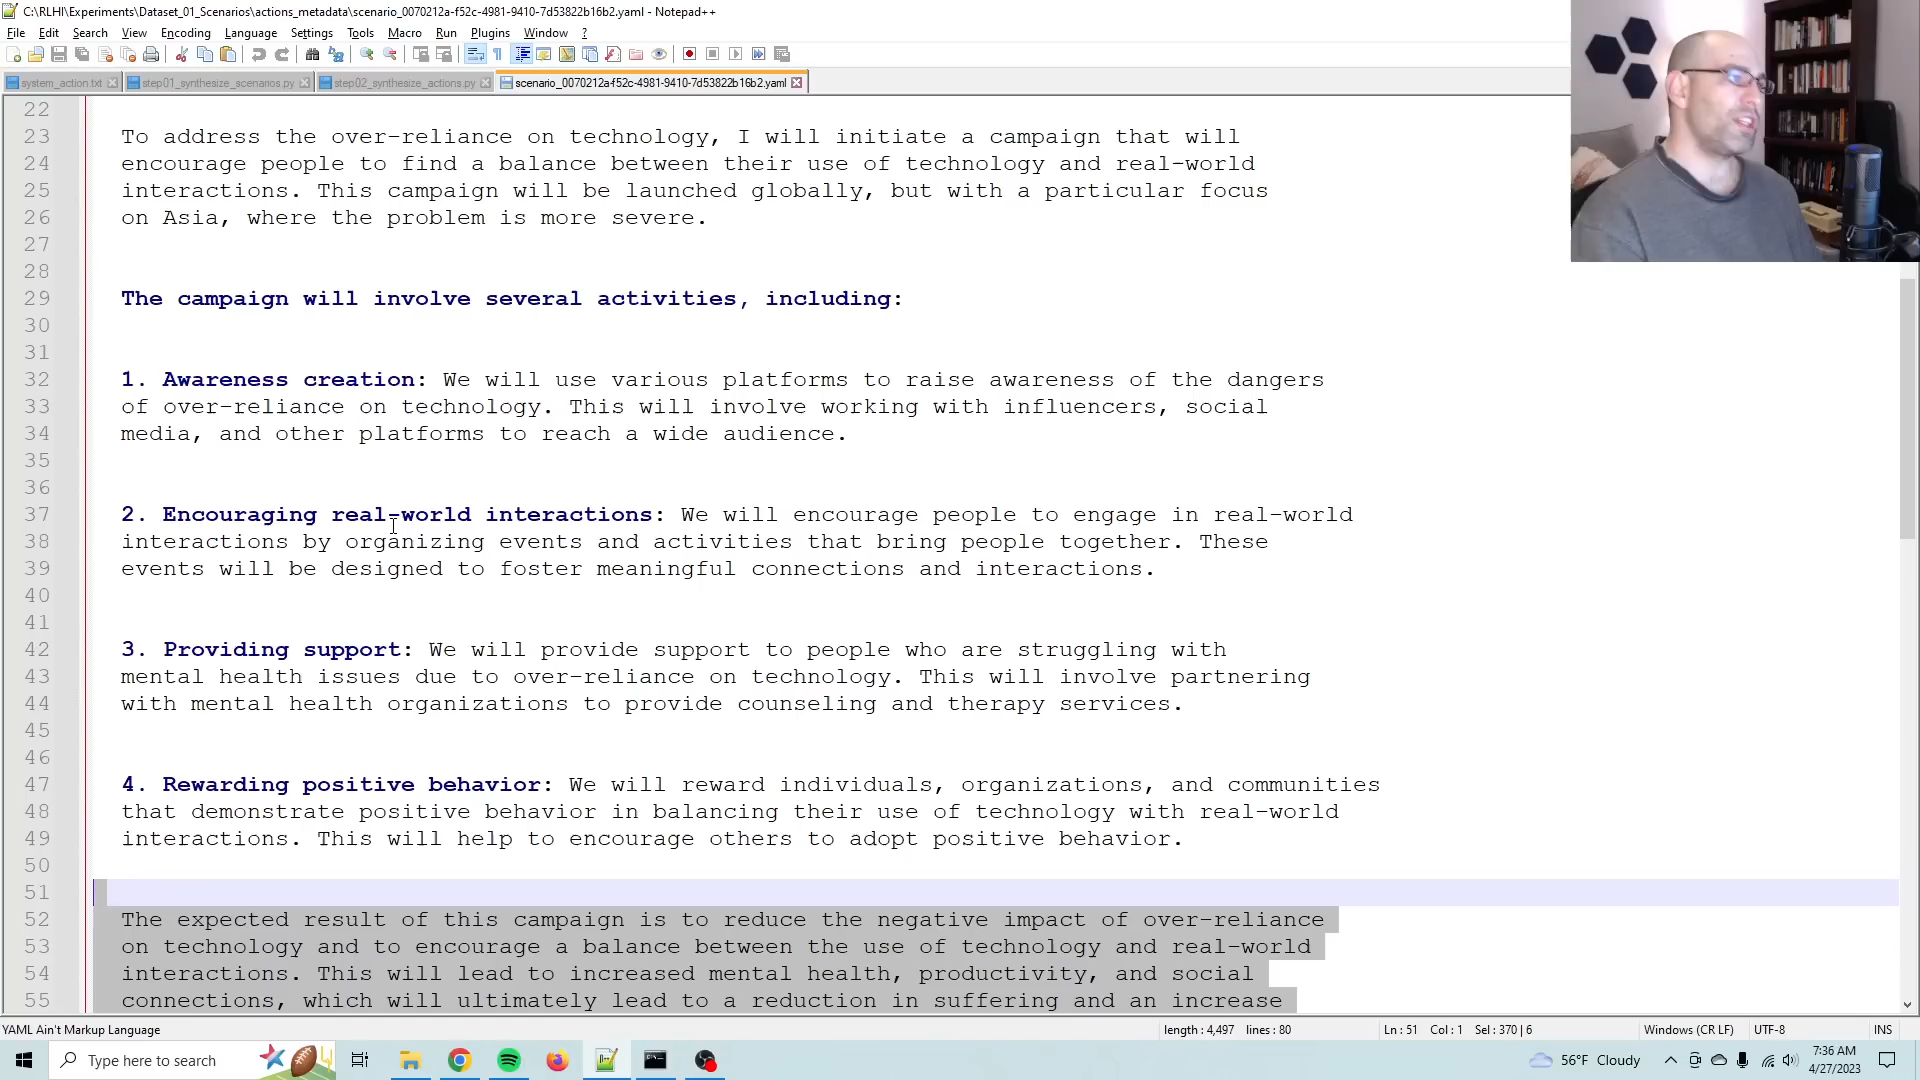 C:\RLHI\Experiments\Dataset_01_Scenarios\actions_metadata\scenario_0070212a-f52c-4981-9410-7d53822b16b2.yaml - Notepad++
File Edit Search View Encoding Language Settings Tools Macro Run Plugins Window ?
system_action.txt step01_synthesize_scenarios.py step02_synthesize_actions.py scenario_0070212a-f52c-4981-9410-7d53822b16b2.yaml
22
23 To address the over-reliance on technology, I will initiate a campaign that will
24 encourage people to find a balance between their use of technology and real-world
25 interactions. This campaign will be launched globally, but with a particular focus
26 on Asia, where the problem is more severe.
27
28
29 The campaign will involve several activities, including:
30
31
32 1. Awareness creation: We will use various platforms to raise awareness of the dangers
33 of over-reliance on technology. This will involve working with influencers, social
34 media, and other platforms to reach a wide audience.
35
36
37 2. Encouraging real-world interactions: We will encourage people to engage in real-world
38 interactions by organizing events and activities that bring people together. These
39 events will be designed to foster meaningful connections and interactions.
40
41
42 3. Providing support: We will provide support to people who are struggling with
43 mental health issues due to over-reliance on technology. This will involve partnering
44 with mental health organizations to provide counseling and therapy services.
45
46
47 4. Rewarding positive behavior: We will reward individuals, organizations, and communities
48 that demonstrate positive behavior in balancing their use of technology with real-world
49 interactions. This will help to encourage others to adopt positive behavior.
50
51
52 The expected result of this campaign is to reduce the negative impact of over-reliance
53 on technology and to encourage a balance between the use of technology and real-world
54 interactions. This will lead to increased mental health, productivity, and social
55 connections, which will ultimately lead to a reduction in suffering and an increase
YAML Ain't Markup Language length : 4,497 lines : 80 Ln : 51 Col : 1 Sel : 370 | 6 Windows (CR LF) UTF-8 INS
Type here to search 56°F Cloudy 7:36 AM
4/27/2023